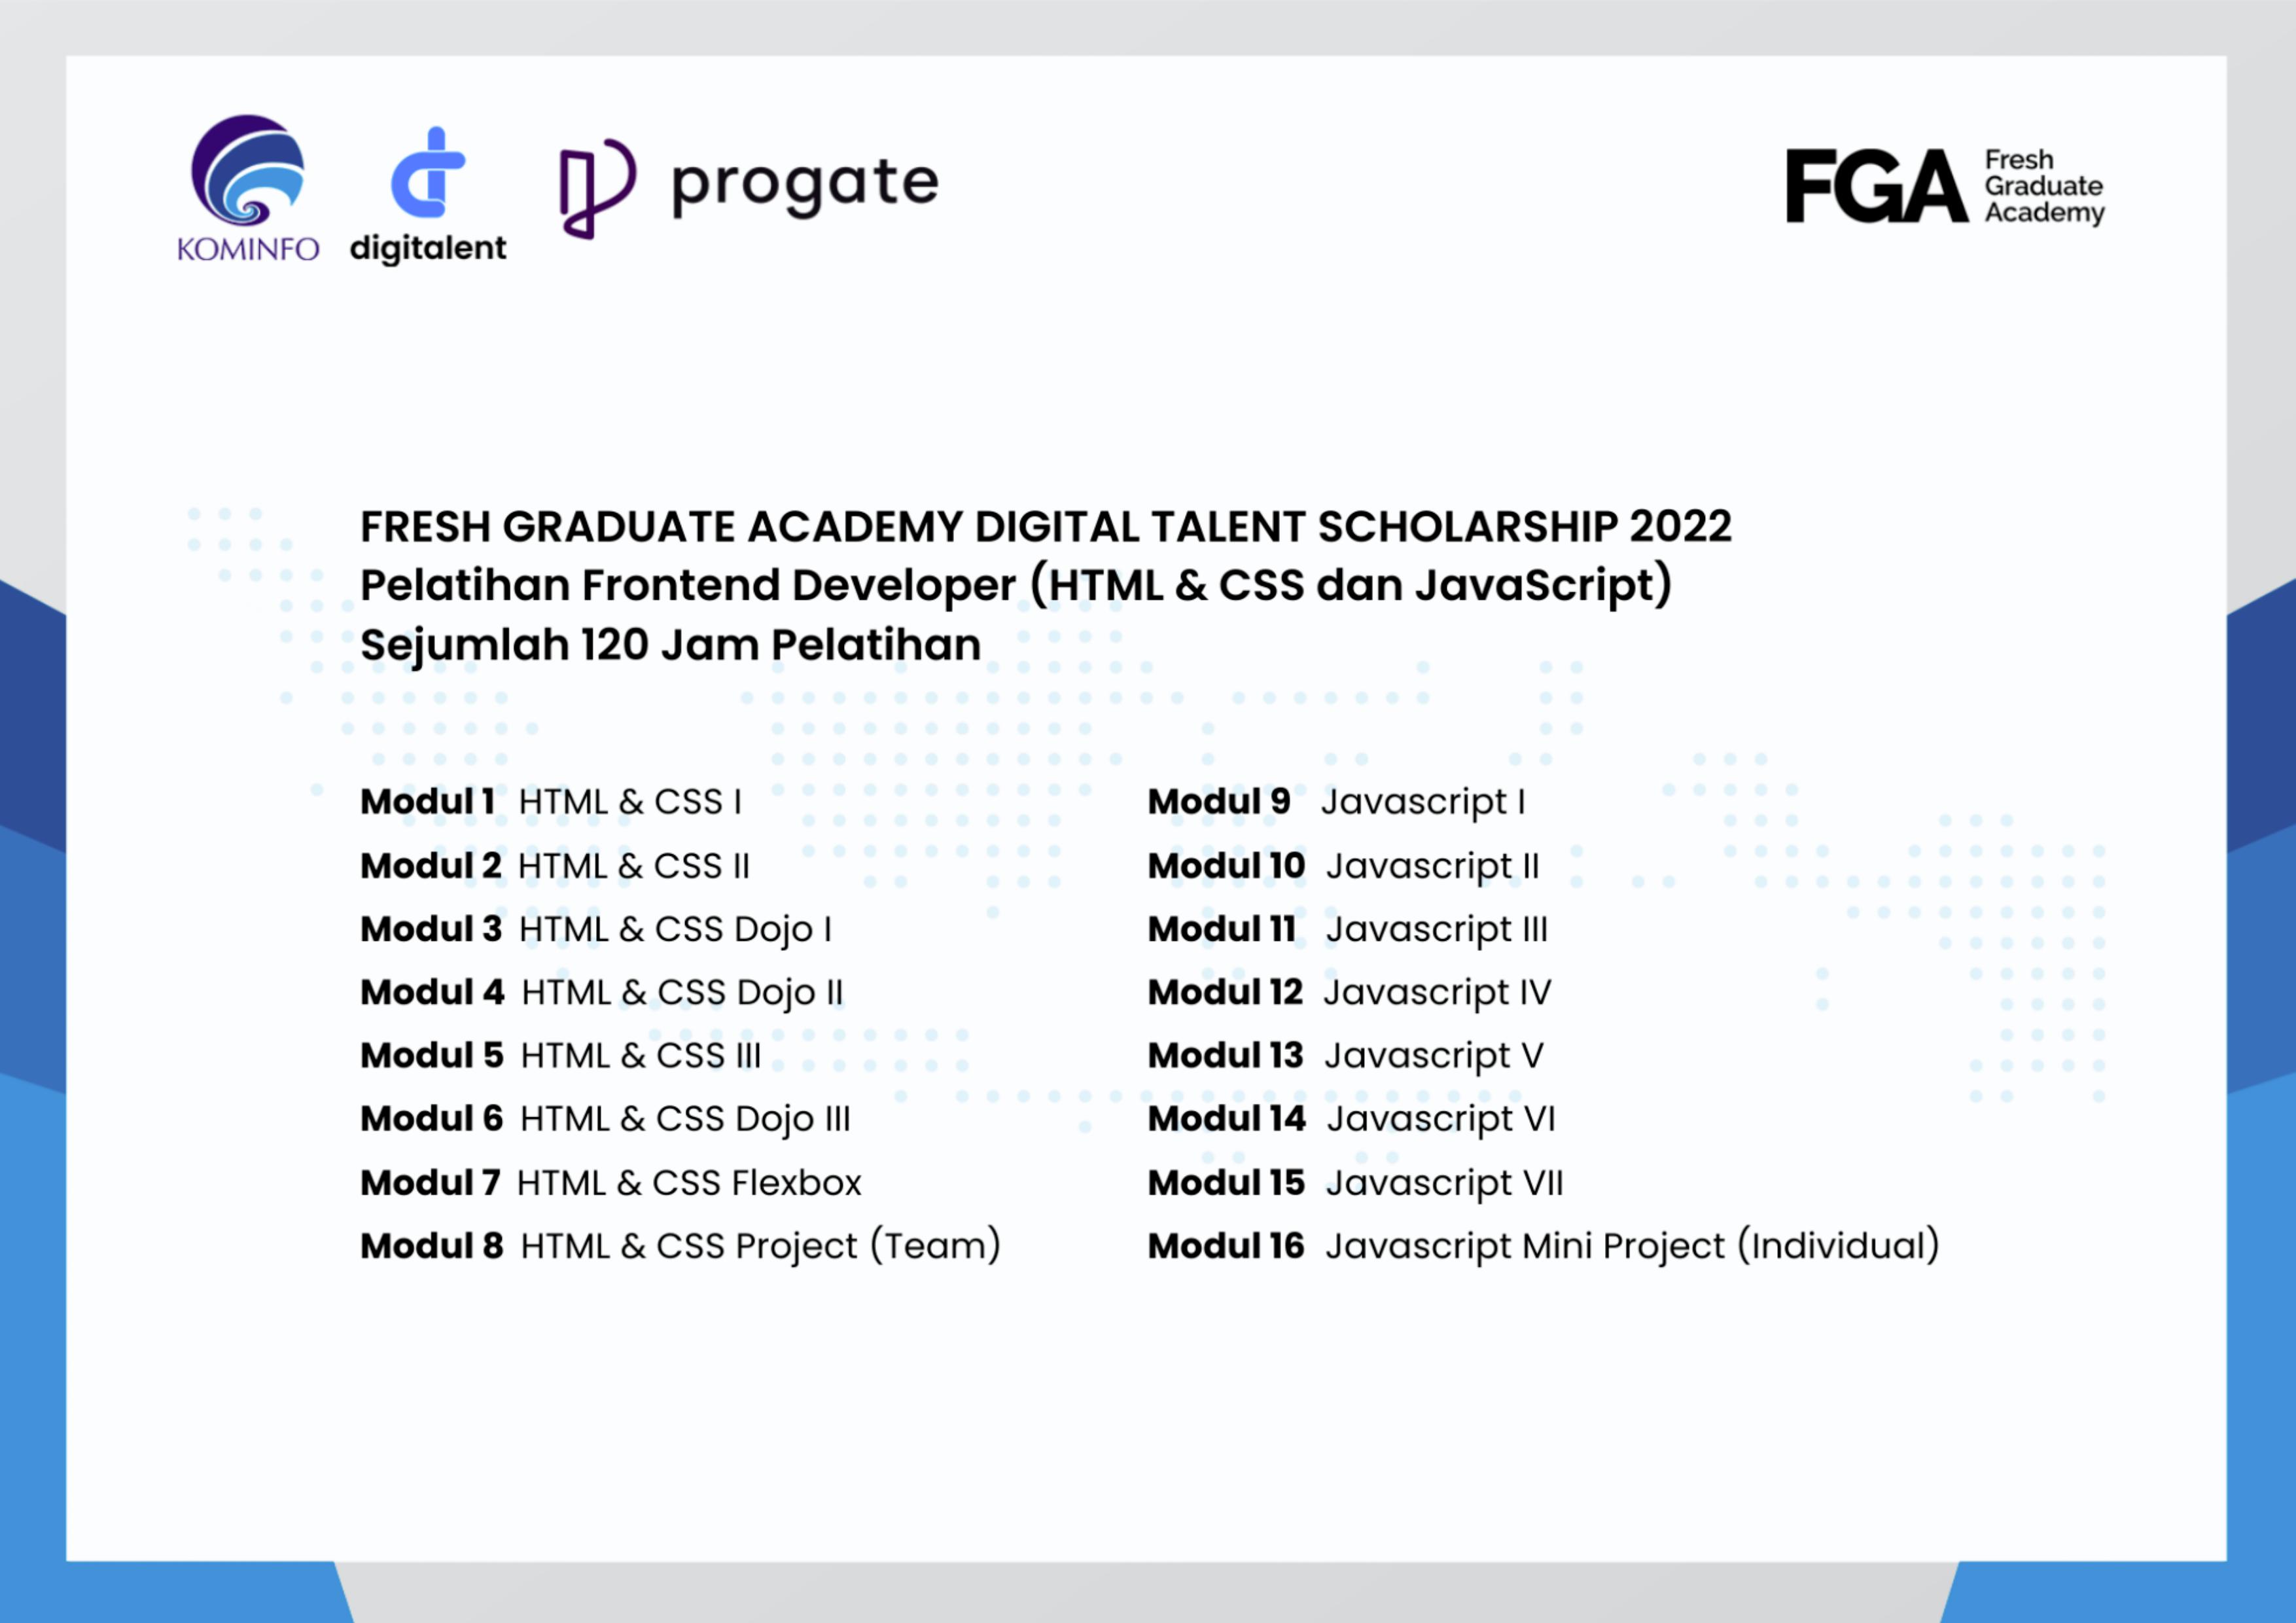 KOMINFO
digitalent
progate
FGA
Fresh
Graduate
Academy
FRESH GRADUATE ACADEMY DIGITAL TALENT SCHOLARSHIP 2022
Pelatihan Frontend Developer (HTML & CSS dan JavaScript)
Sejumlah 120 Jam Pelatihan
Modul 1 HTML & CSS I
Modul 2 HTML & CSS II
Modul 3 HTML & CSS Dojo I
Modul 4 HTML & CSS Dojo II
Modul 5 HTML & CSS III
Modul 6 HTML & CSS Dojo III
Modul 7 HTML & CSS Flexbox
Modul 8 HTML & CSS Project (Team)
Modul 9 Javascript I
Modul 10 Javascript II
Modul 11 Javascript III
Modul 12 Javascript IV
Modul 13 Javascript V
Modul 14 Javascript VI
Modul 15 Javascript VII
Modul 16 Javascript Mini Project (Individual)